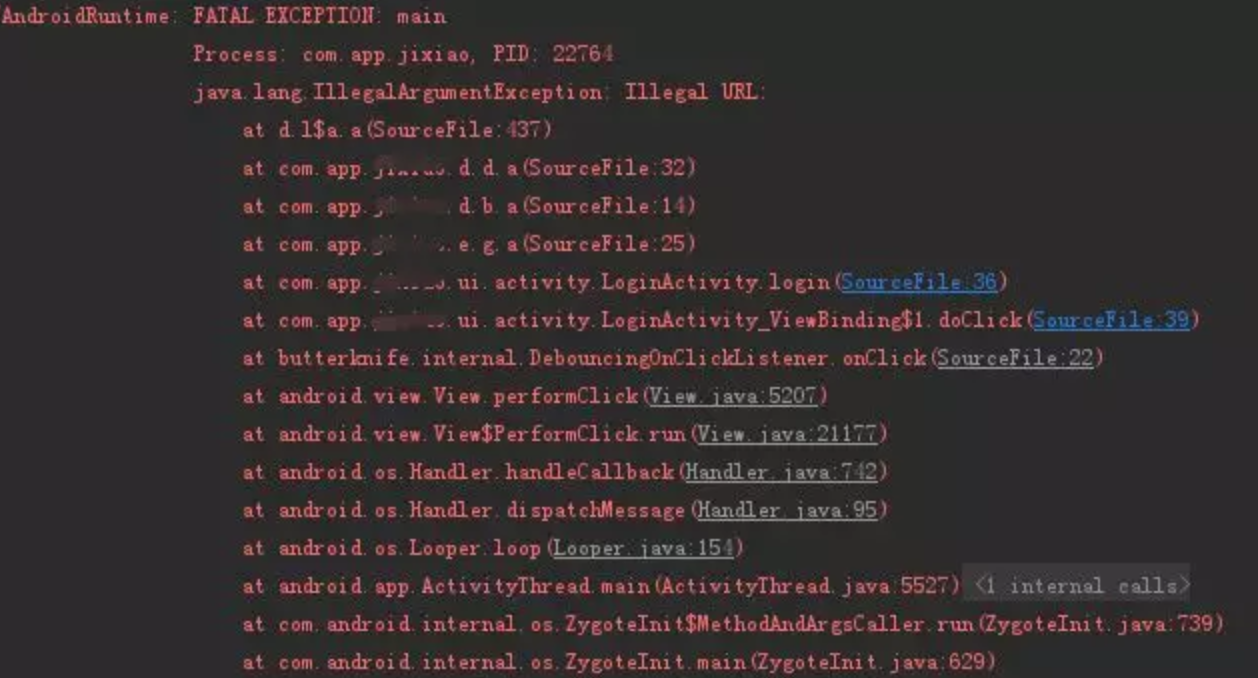 AndroidRuntime: FATAL EXCEPTION: main
Process: com.app.jixiao, PID: 22764
java.lang.IllegalArgumentException: Illegal URL:
at d.l$a.a(SourceFile:437)
at com.app. .d.d.a(SourceFile:32)
at com.app. .d.b.a(SourceFile:14)
at com.app. .e.g.a(SourceFile:25)
at com.app. .ui.activity.LoginActivity.login(SourceFile:36)
at com.app. .ui.activity.LoginActivity_ViewBinding$1.doClick(SourceFile:39)
at butterknife.internal.DebouncingOnClickListener.onClick(SourceFile:22)
at android.view.View.performClick(View.java:5207)
at android.view.View$PerformClick.run(View.java:21177)
at android.os.Handler.handleCallback(Handler.java:742)
at android.os.Handler.dispatchMessage(Handler.java:95)
at android.os.Looper.loop(Looper.java:154)
at android.app.ActivityThread.main(ActivityThread.java:5527) <1 internal calls>
at com.android.internal.os.ZygoteInit$MethodAndArgsCaller.run(ZygoteInit.java:739)
at com.android.internal.os.ZygoteInit.main(ZygoteInit.java:629)